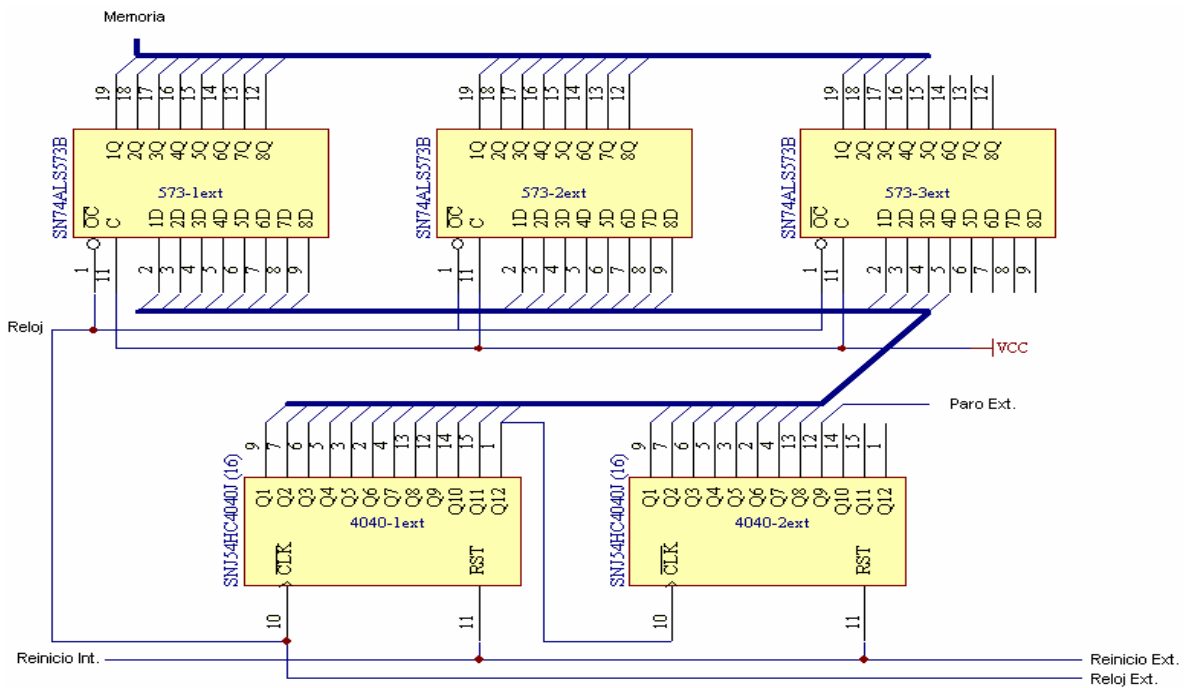 Memoria
19 18 17 16 15 14 13 12
19 18 17 16 15 14 13 12
19 18 17 16 15 14 13 12
SN74ALS573B
1Q 2Q 3Q 4Q 5Q 6Q 7Q 8Q
573-1ext
OC C 1D 2D 3D 4D 5D 6D 7D 8D
SN74ALS573B
1Q 2Q 3Q 4Q 5Q 6Q 7Q 8Q
573-2ext
OC C 1D 2D 3D 4D 5D 6D 7D 8D
SN74ALS573B
1Q 2Q 3Q 4Q 5Q 6Q 7Q 8Q
573-3ext
OC C 1D 2D 3D 4D 5D 6D 7D 8D
1 11 2 3 4 5 6 7 8 9
1 11 2 3 4 5 6 7 8 9
1 11 2 3 4 5 6 7 8 9
Reloj
VCC
Paro Ext.
9 7 6 5 3 2 4 13 12 14 15 1
9 7 6 5 3 2 4 13 12 14 15 1
SNJ54HC4040J (16)
Q1 Q2 Q3 Q4 Q5 Q6 Q7 Q8 Q9 Q10 Q11 Q12
4040-1ext
CLK RST
SNJ54HC4040J (16)
Q1 Q2 Q3 Q4 Q5 Q6 Q7 Q8 Q9 Q10 Q11 Q12
4040-2ext
CLK RST
10 11
10 11
Reinicio Int.
Reinicio Ext.
Reloj Ext.